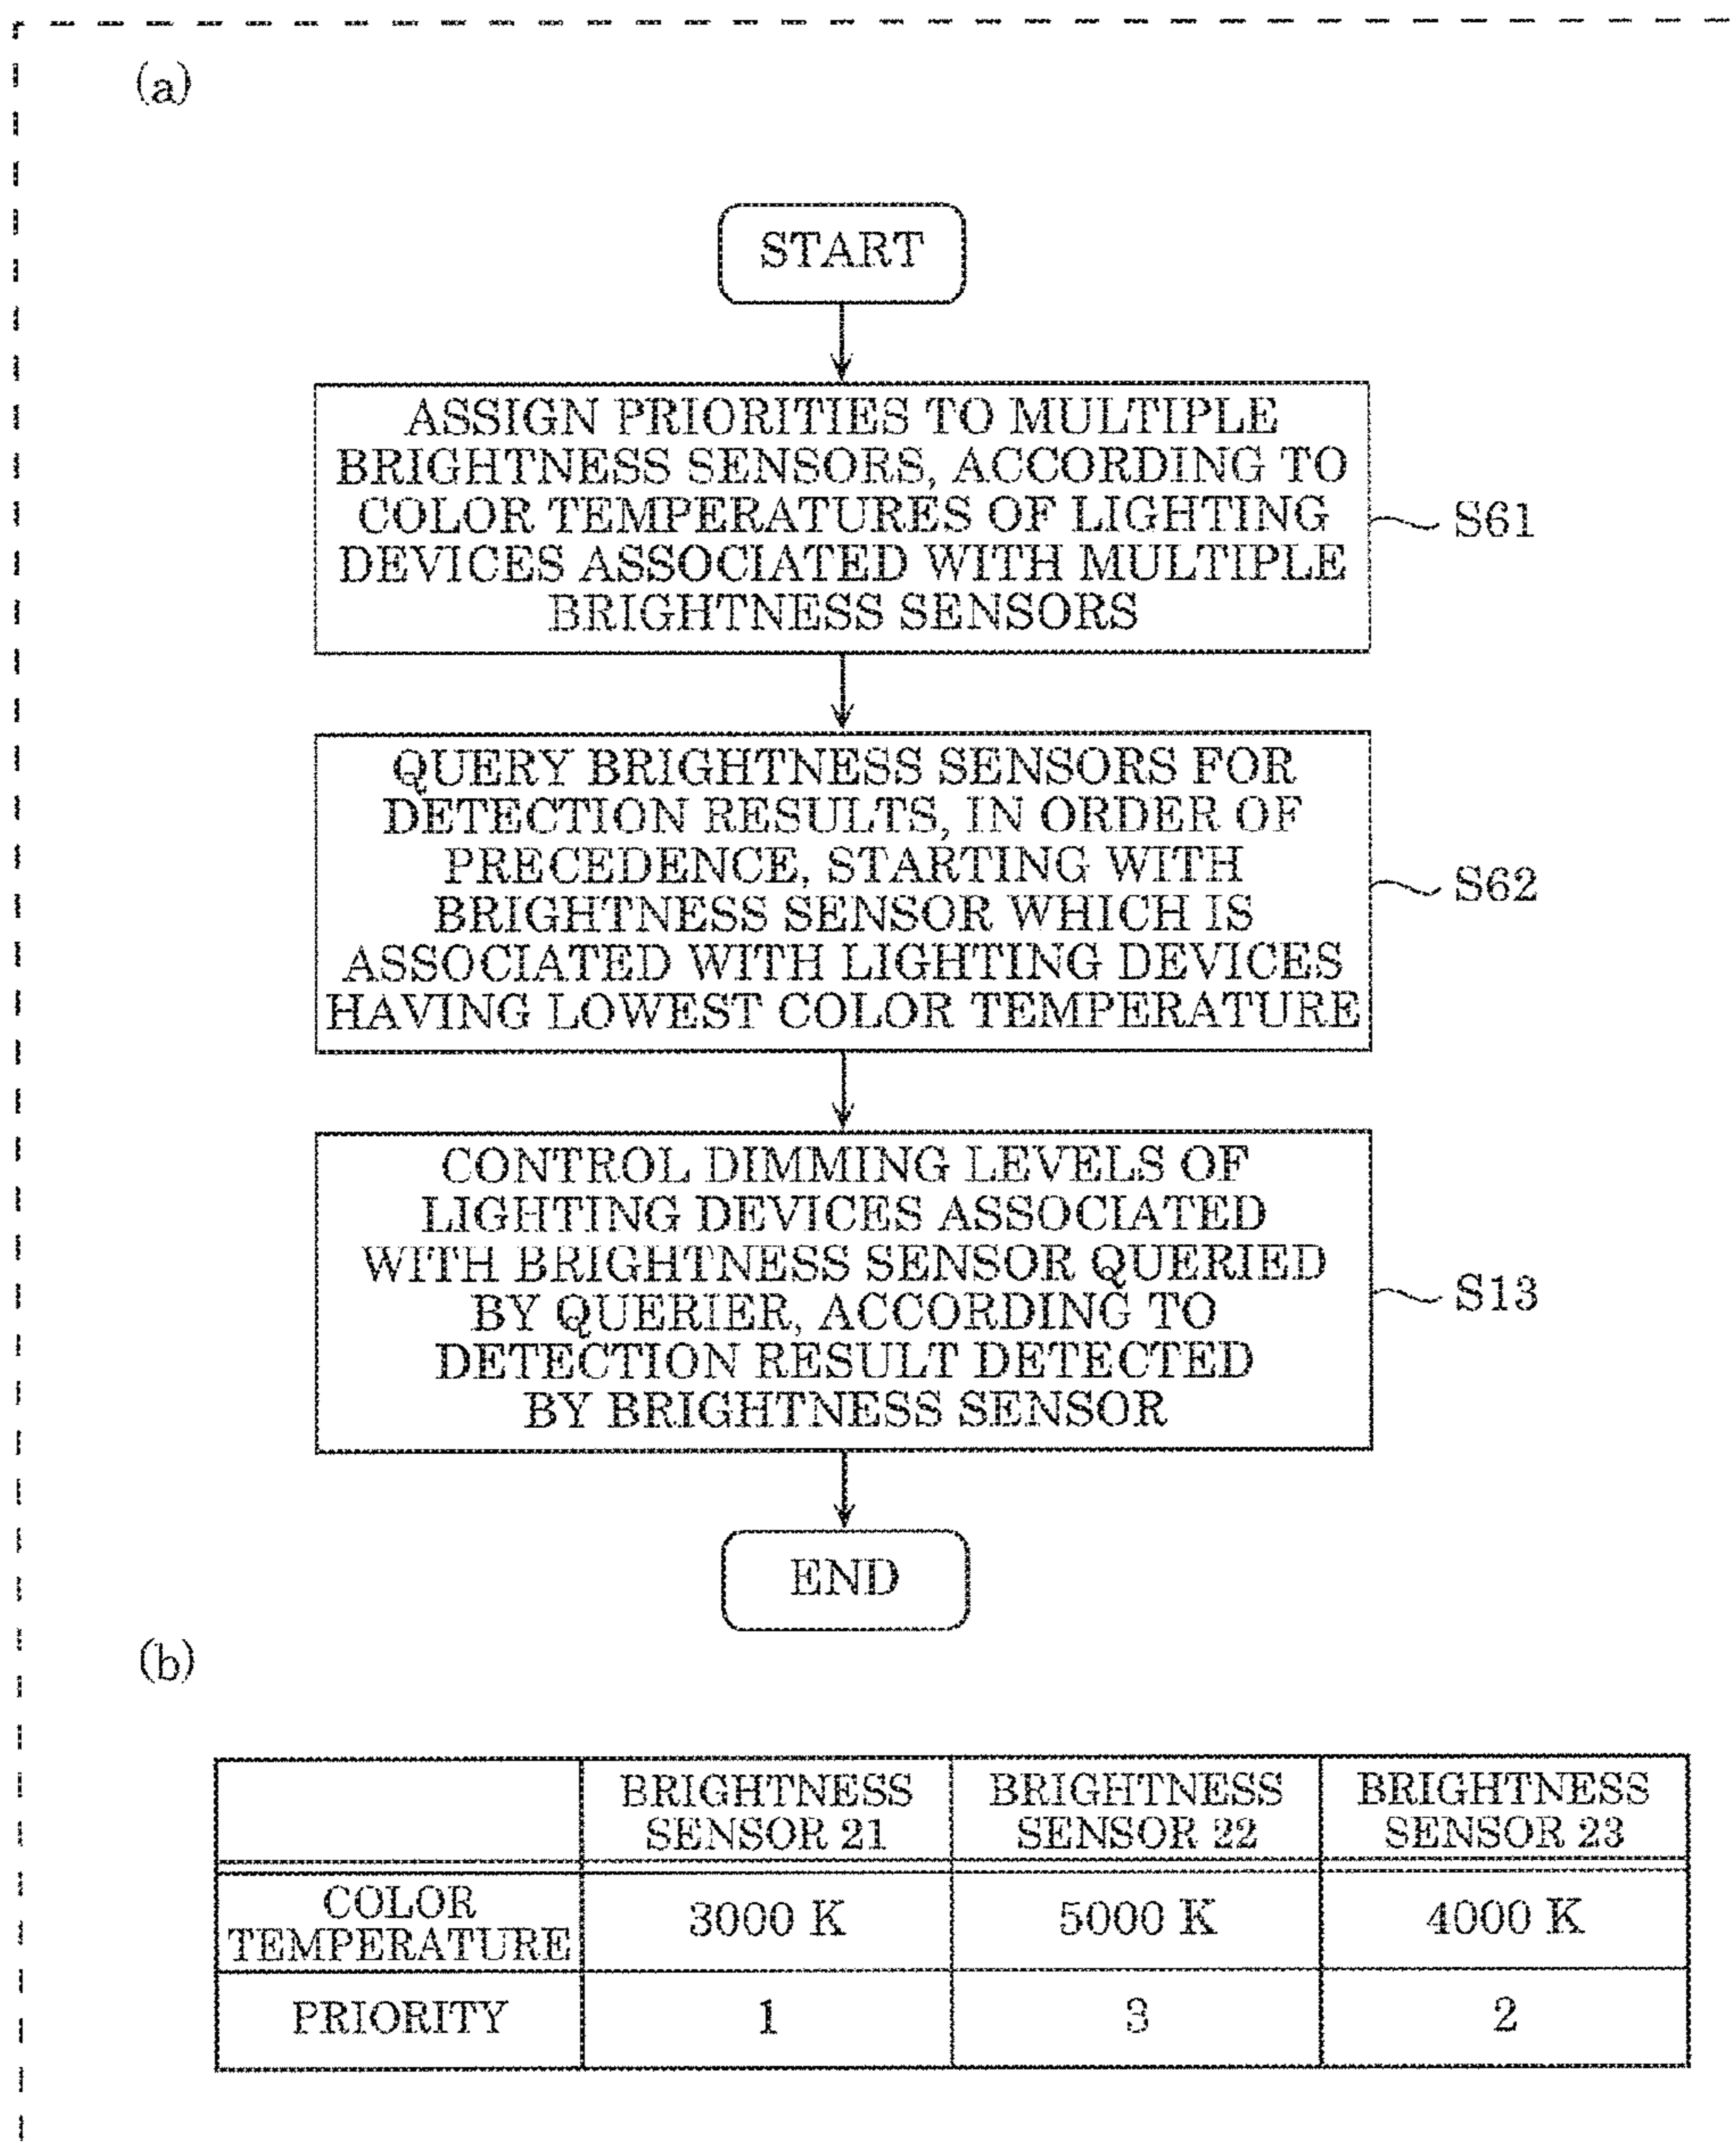 (a)
START
ASSIGN PRIORITIES TO MULTIPLE
BRIGHTNESS SENSORS, ACCORDING TO
COLOR TEMPERATURES OF LIGHTING
DEVICES ASSOCIATED WITH MULTIPLE
BRIGHTNESS SENSORS
S61
QUERY BRIGHTNESS SENSORS FOR
DETECTION RESULTS, IN ORDER OF
PRECEDENCE, STARTING WITH
BRIGHTNESS SENSOR WHICH IS
ASSOCIATED WITH LIGHTING DEVICES
HAVING LOWEST COLOR TEMPERATURE
S62
CONTROL DIMMING LEVELS OF
LIGHTING DEVICES ASSOCIATED
WITH BRIGHTNESS SENSOR QUERIED
BY QUERIER, ACCORDING TO
DETECTION RESULT DETECTED
BY BRIGHTNESS SENSOR
S13
END
(b)
BRIGHTNESS
SENSOR 21
BRIGHTNESS
SENSOR 22
BRIGHTNESS
SENSOR 23
COLOR
TEMPERATURE
3000 K
5000 K
4000 K
PRIORITY
1
3
2